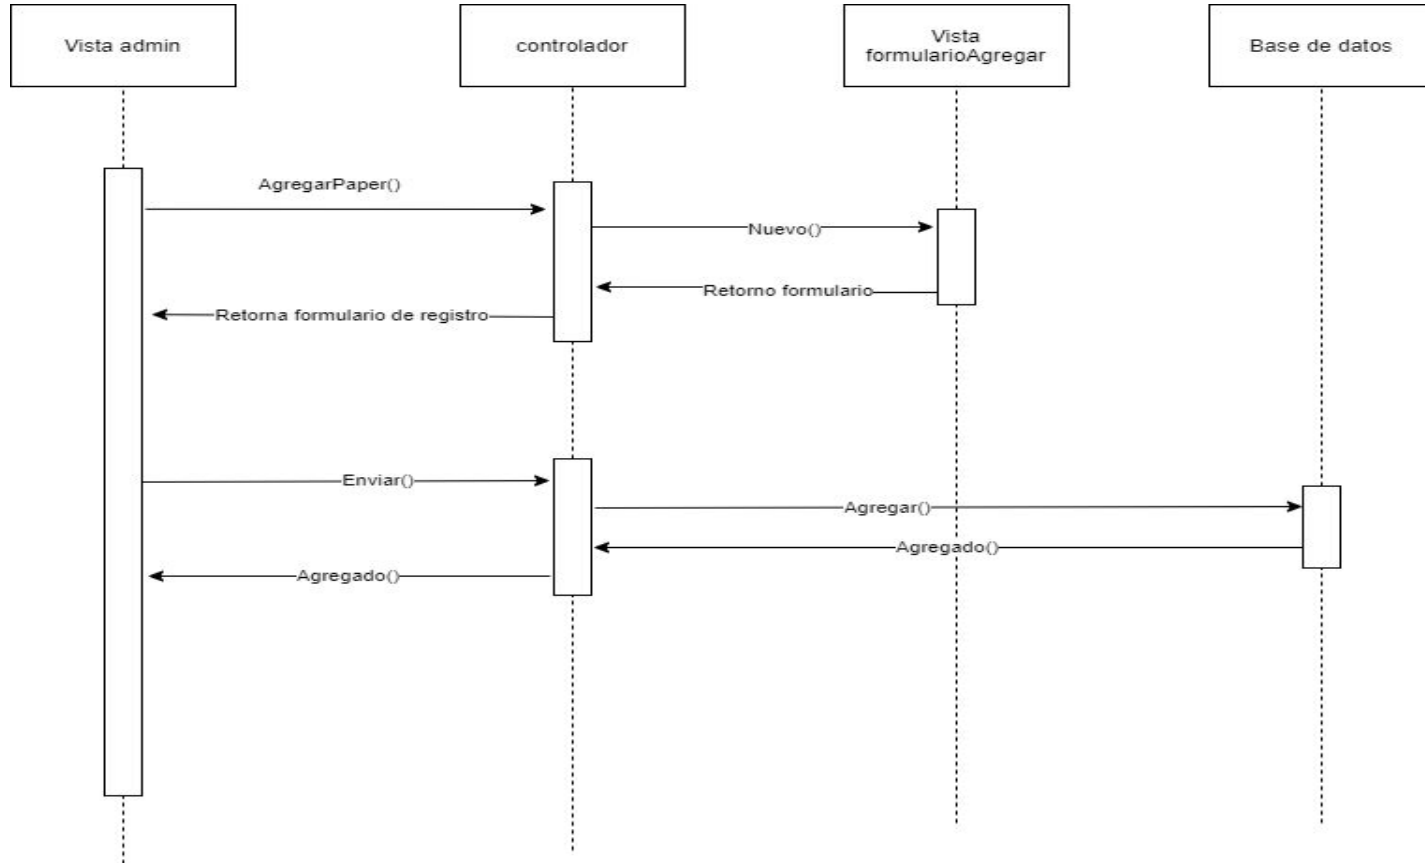 Vista admin
controlador
Vista
formularioAgregar
Base de datos
AgregarPaper()
Nuevo()
Retorno formulario
Retorna formulario de registro
Enviar()
Agregar()
Agregado()
Agregado()